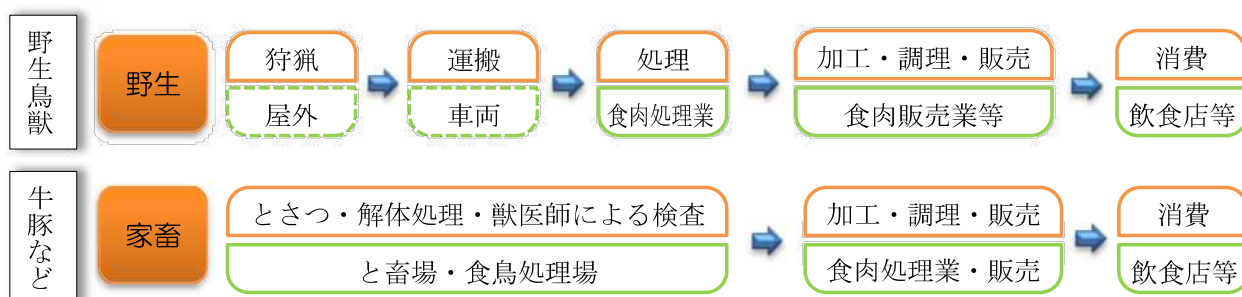 野生鳥獣
野生
狩猟
屋外
運搬
車両
処理
食肉処理業
加工・調理・販売
食肉販売業等
消費
飲食店等
牛豚など
家畜
とさつ・解体処理・獣医師による検査
と畜場・食鳥処理場
加工・調理・販売
食肉処理業・販売
消費
飲食店等